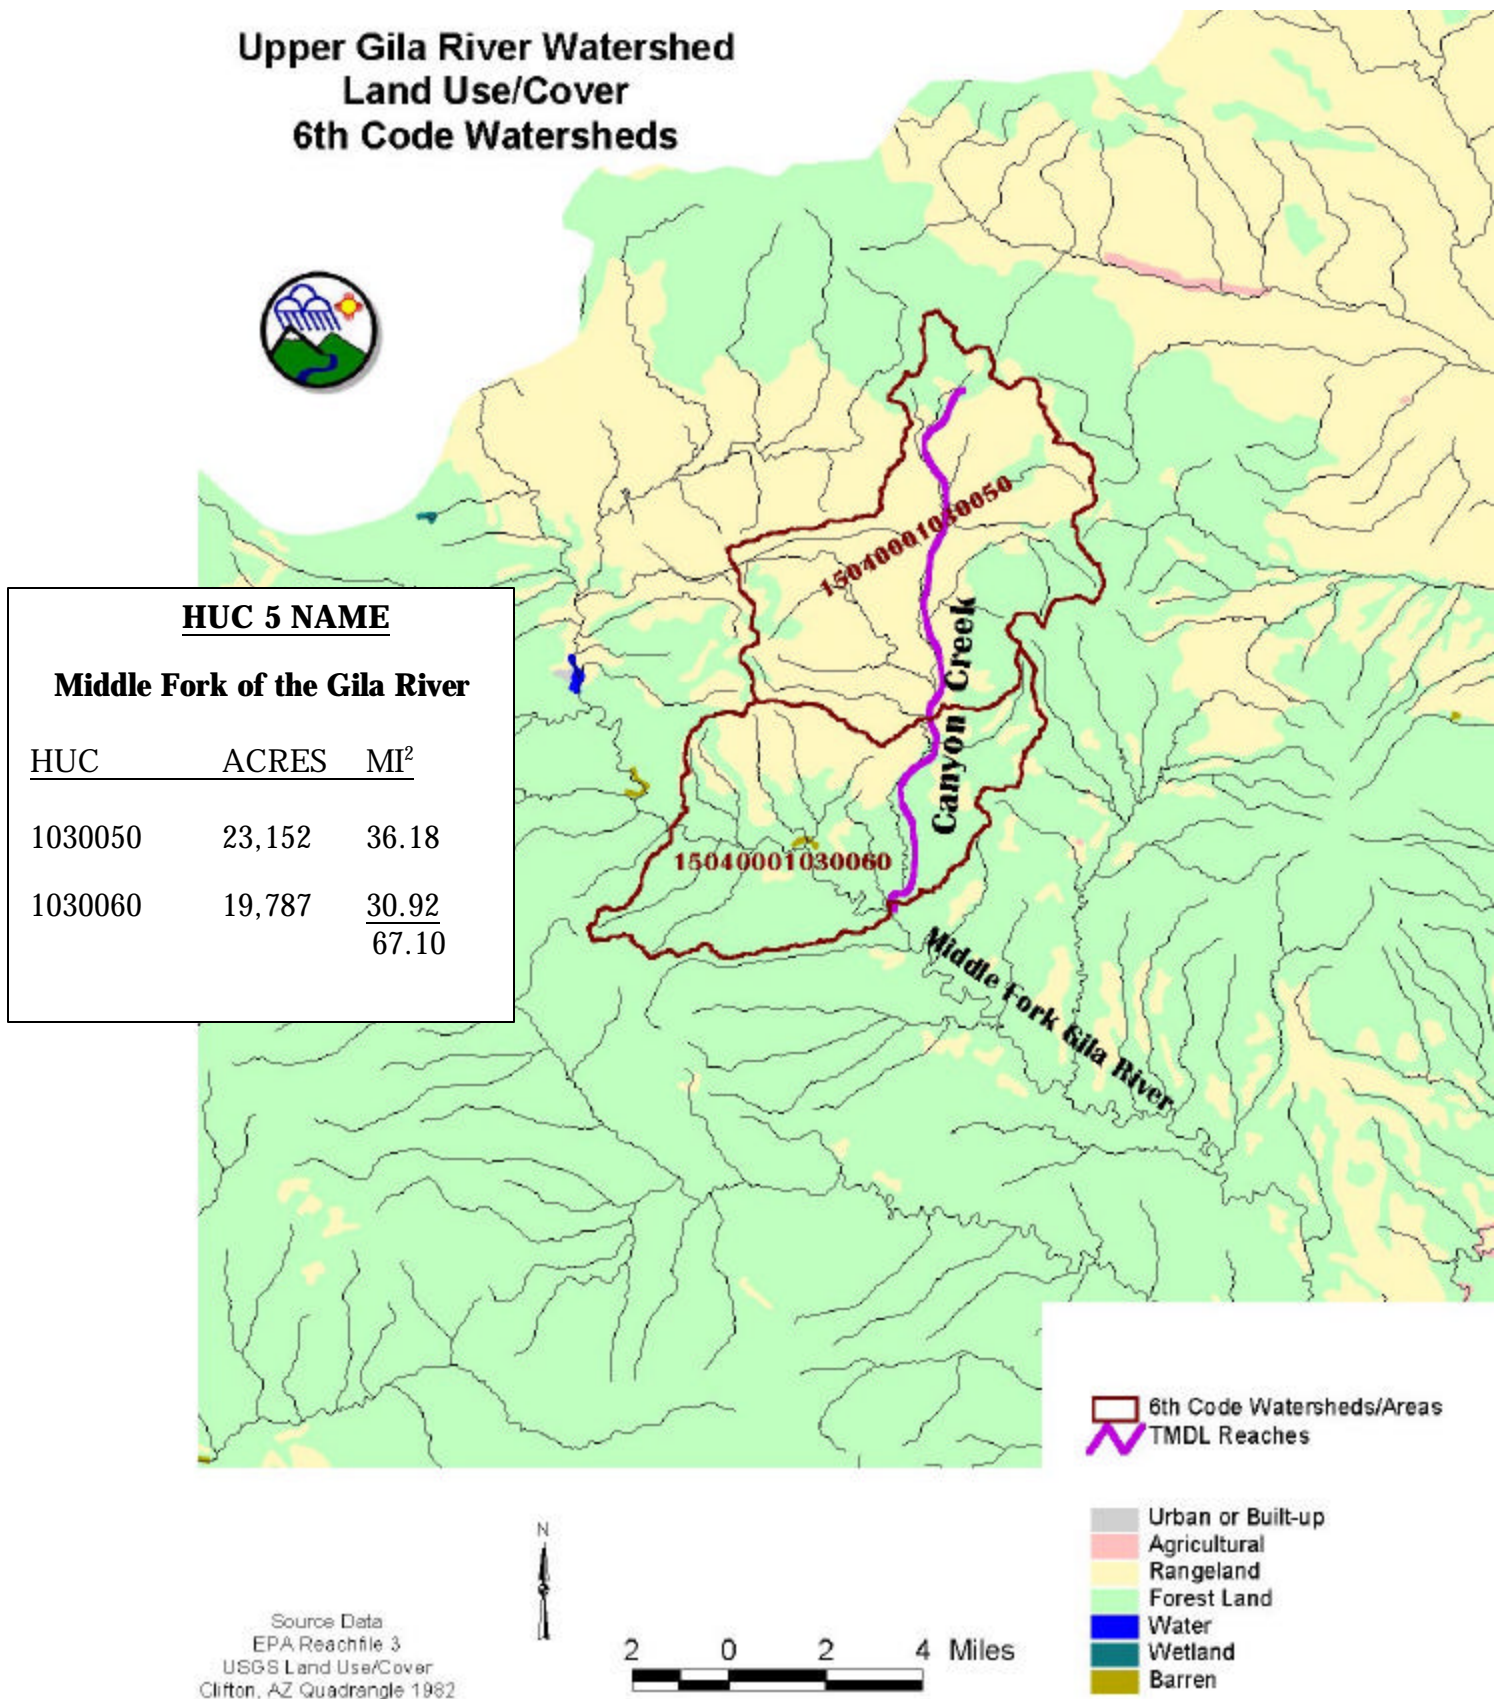 Upper Gila River Watershed
Land Use/Cover
6th Code Watersheds
15040001030050
Canyon Creek
HUC 5 NAME
Middle Fork of the Gila River
HUC ACRES MI²
1030050 23,152 36.18
1030060 19,787 30.92
67.10
15040001030060
Middle Fork Gila River
6th Code Watersheds/Areas
TMDL Reaches
Urban or Built-up
Agricultural
Rangeland
Forest Land
Water
Wetland
Barren
N
Source Data
EPA Reachfile 3
USGS Land Use/Cover
Clifton, AZ Quadrangle 1982
2 0 2 4 Miles